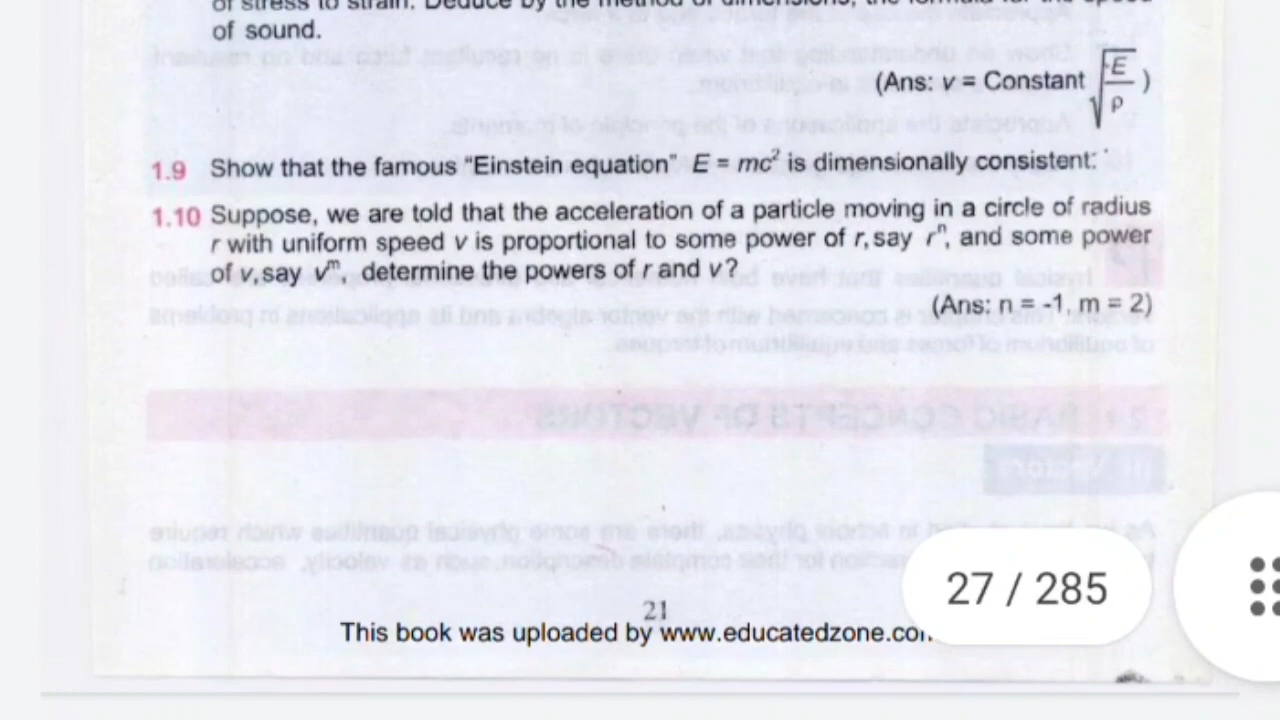 of stress to strain. Deduce by the method of dimensions, the formula for the speed
of sound.
(Ans: v = Constant √E/ρ )
1.9 Show that the famous “Einstein equation” E = mc² is dimensionally consistent.
1.10 Suppose, we are told that the acceleration of a particle moving in a circle of radius
r with uniform speed v is proportional to some power of r, say rⁿ, and some power
of v, say vᵐ, determine the powers of r and v?
(Ans: n = -1, m = 2)
21
This book was uploaded by www.educatedzone.com
27 / 285